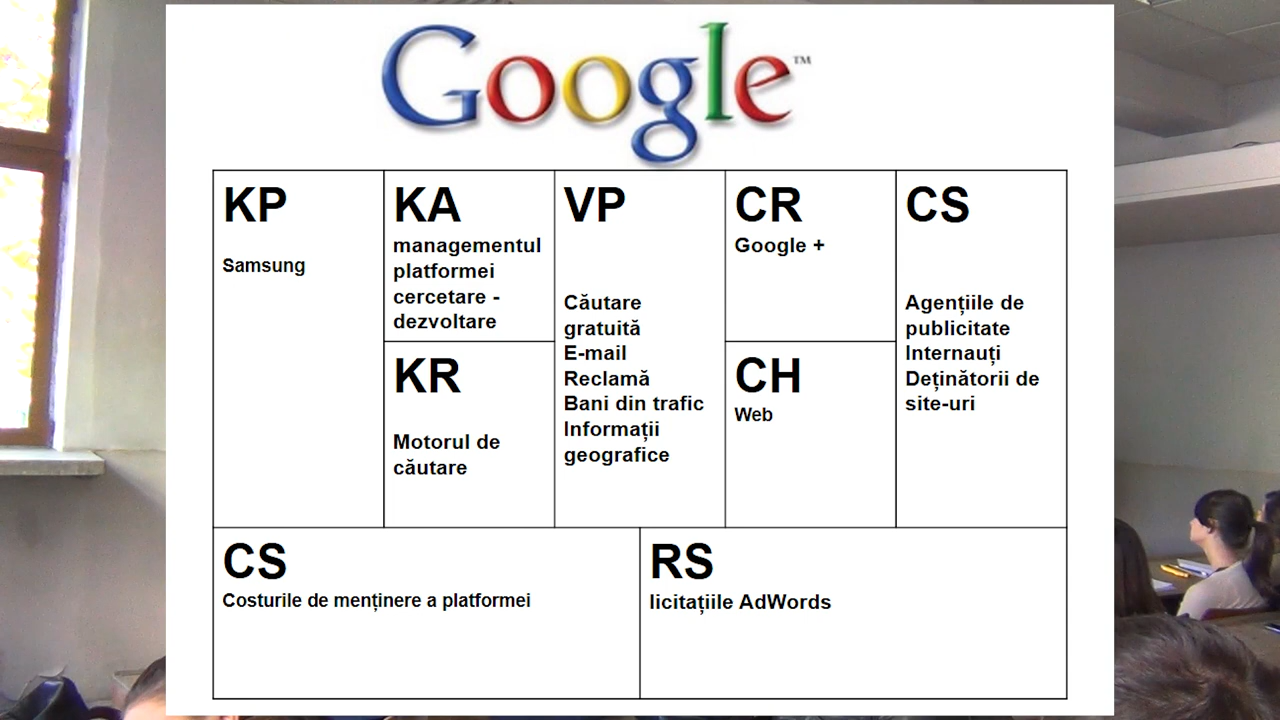 Google™
KP
Samsung
KA
managementul
platformei
cercetare -
dezvoltare
KR
Motorul de
căutare
VP
Căutare
gratuită
E-mail
Reclamă
Bani din trafic
Informații
geografice
CR
Google +
CH
Web
CS
Agențiile de
publicitate
Internauți
Deținătorii de
site-uri
CS
Costurile de menținere a platformei
RS
licitațiile AdWords